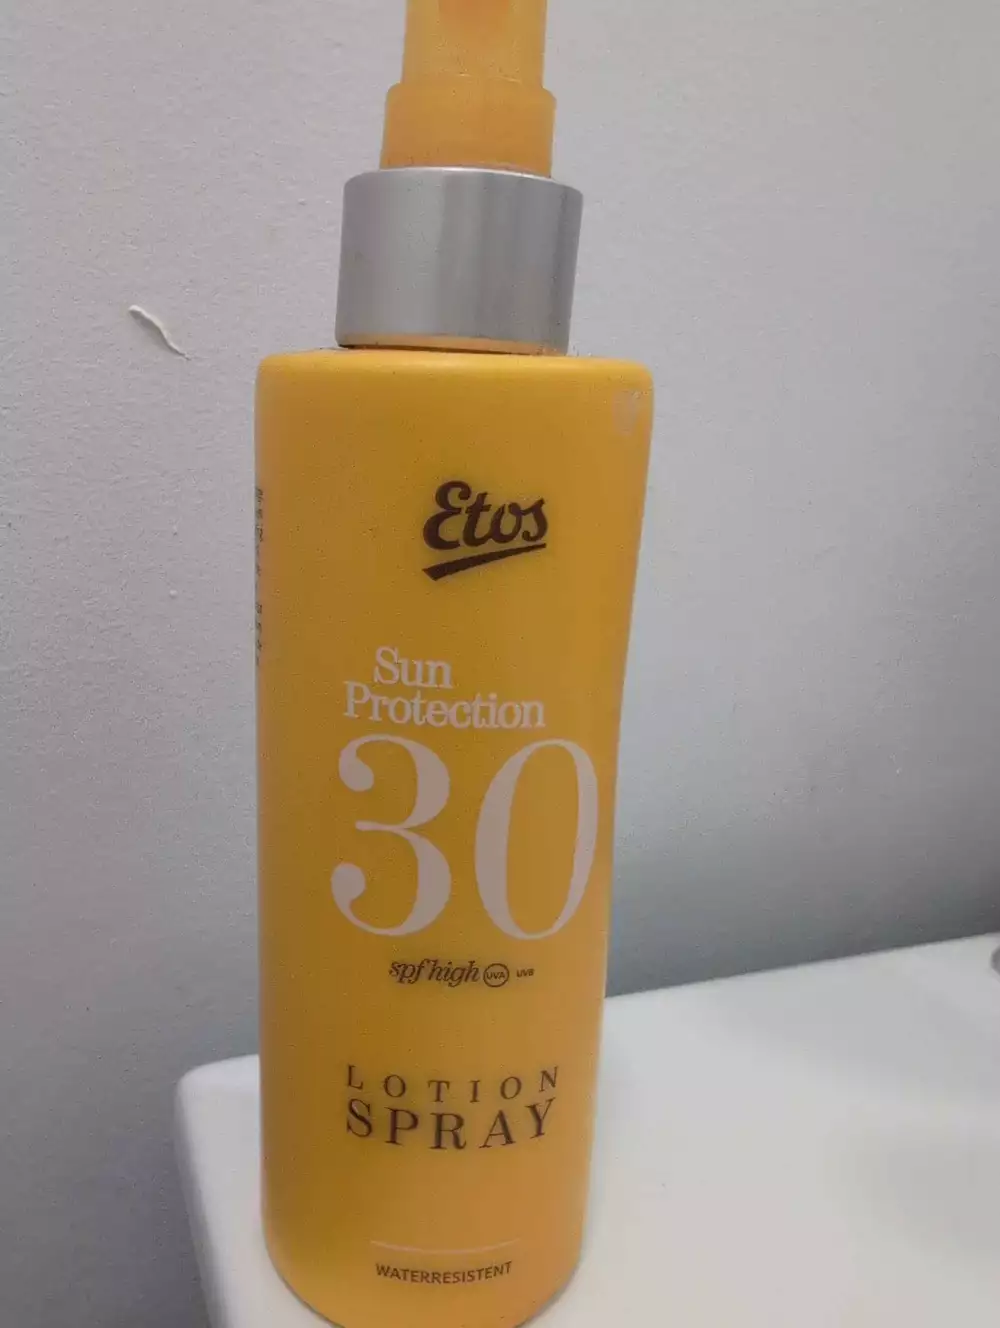 Etos
Sun
Protection
30
spf high UVA UVB
LOTION
SPRAY
WATERRESISTENT